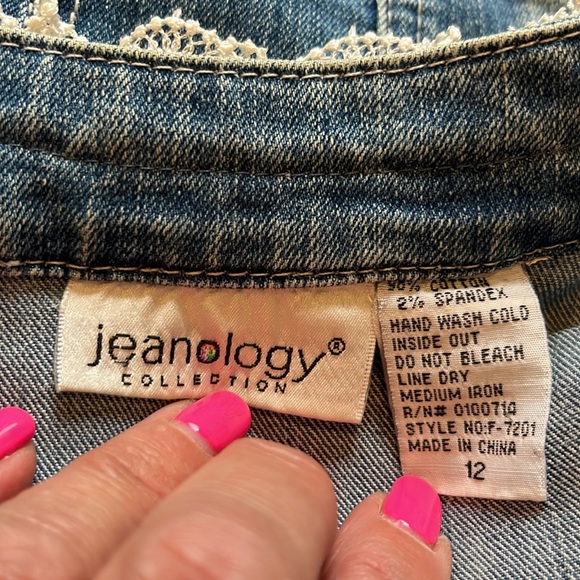 jeanology®
COLLECTION
98% COTTON
2% SPANDEX
HAND WASH COLD
INSIDE OUT
DO NOT BLEACH
LINE DRY
MEDIUM IRON
R/N# 0100714
STYLE NO:F-7201
MADE IN CHINA
12